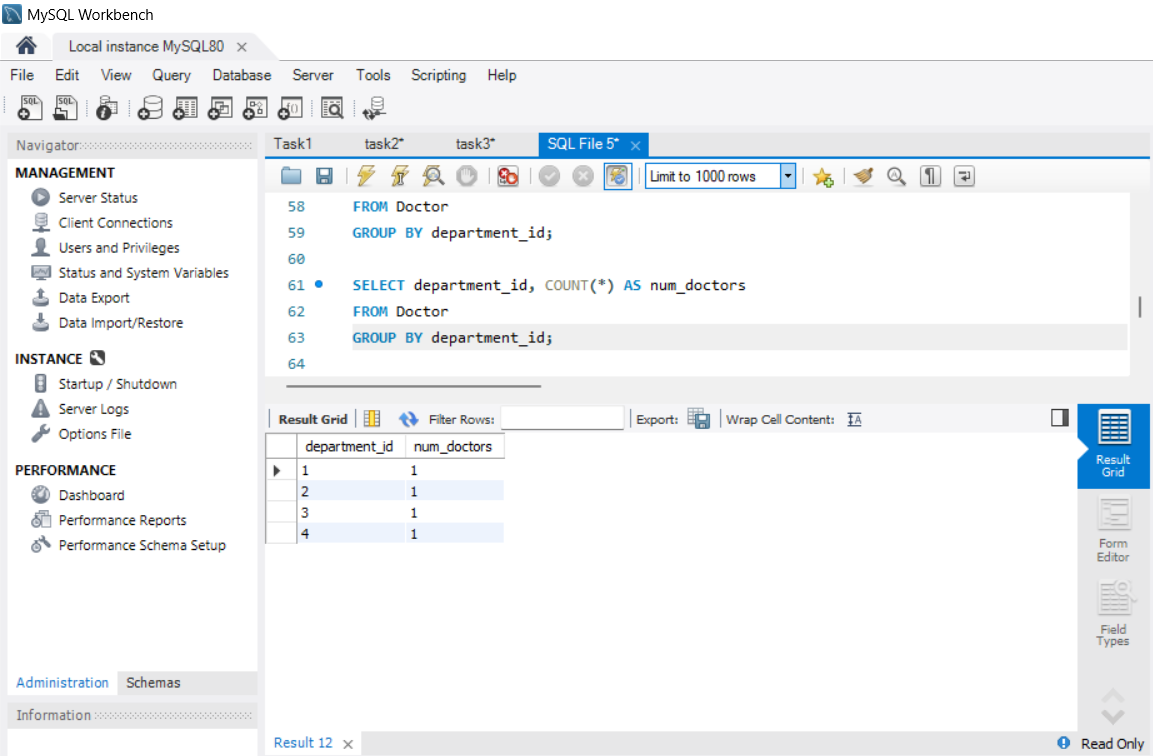 MySQL Workbench
Local instance MySQL80
File Edit View Query Database Server Tools Scripting Help
Navigator
MANAGEMENT
Server Status
Client Connections
Users and Privileges
Status and System Variables
Data Export
Data Import/Restore
INSTANCE
Startup / Shutdown
Server Logs
Options File
PERFORMANCE
Dashboard
Performance Reports
Performance Schema Setup
Administration Schemas
Information
Task1 task2* task3* SQL File 5*
Limit to 1000 rows
58 FROM Doctor
59 GROUP BY department_id;
60
61 SELECT department_id, COUNT(*) AS num_doctors
62 FROM Doctor
63 GROUP BY department_id;
64
Result Grid Filter Rows: Export: Wrap Cell Content:
department_id num_doctors
1 1
2 1
3 1
4 1
Result
Grid
Form
Editor
Field
Types
Result 12
Read Only